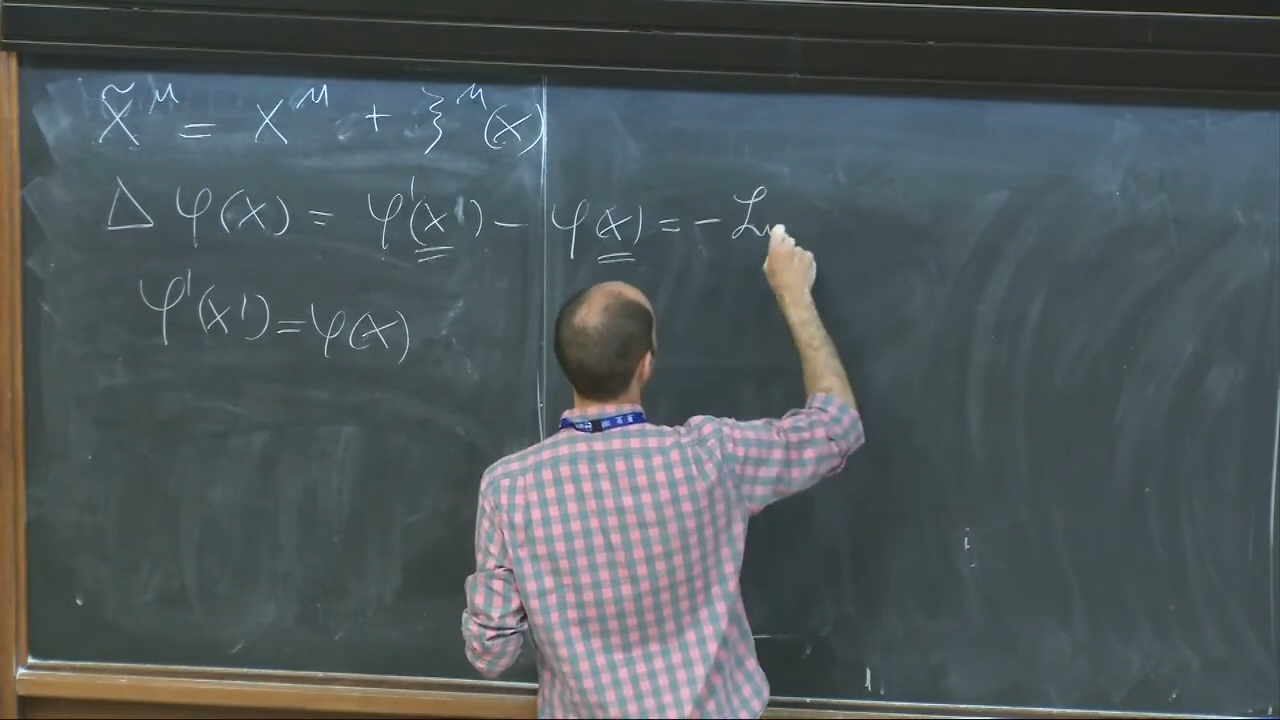 x̃^μ = x^μ + ξ^μ(x)
Δφ(x) = φ'(x') - φ(x) = -ℒ
φ'(x') = φ(x)